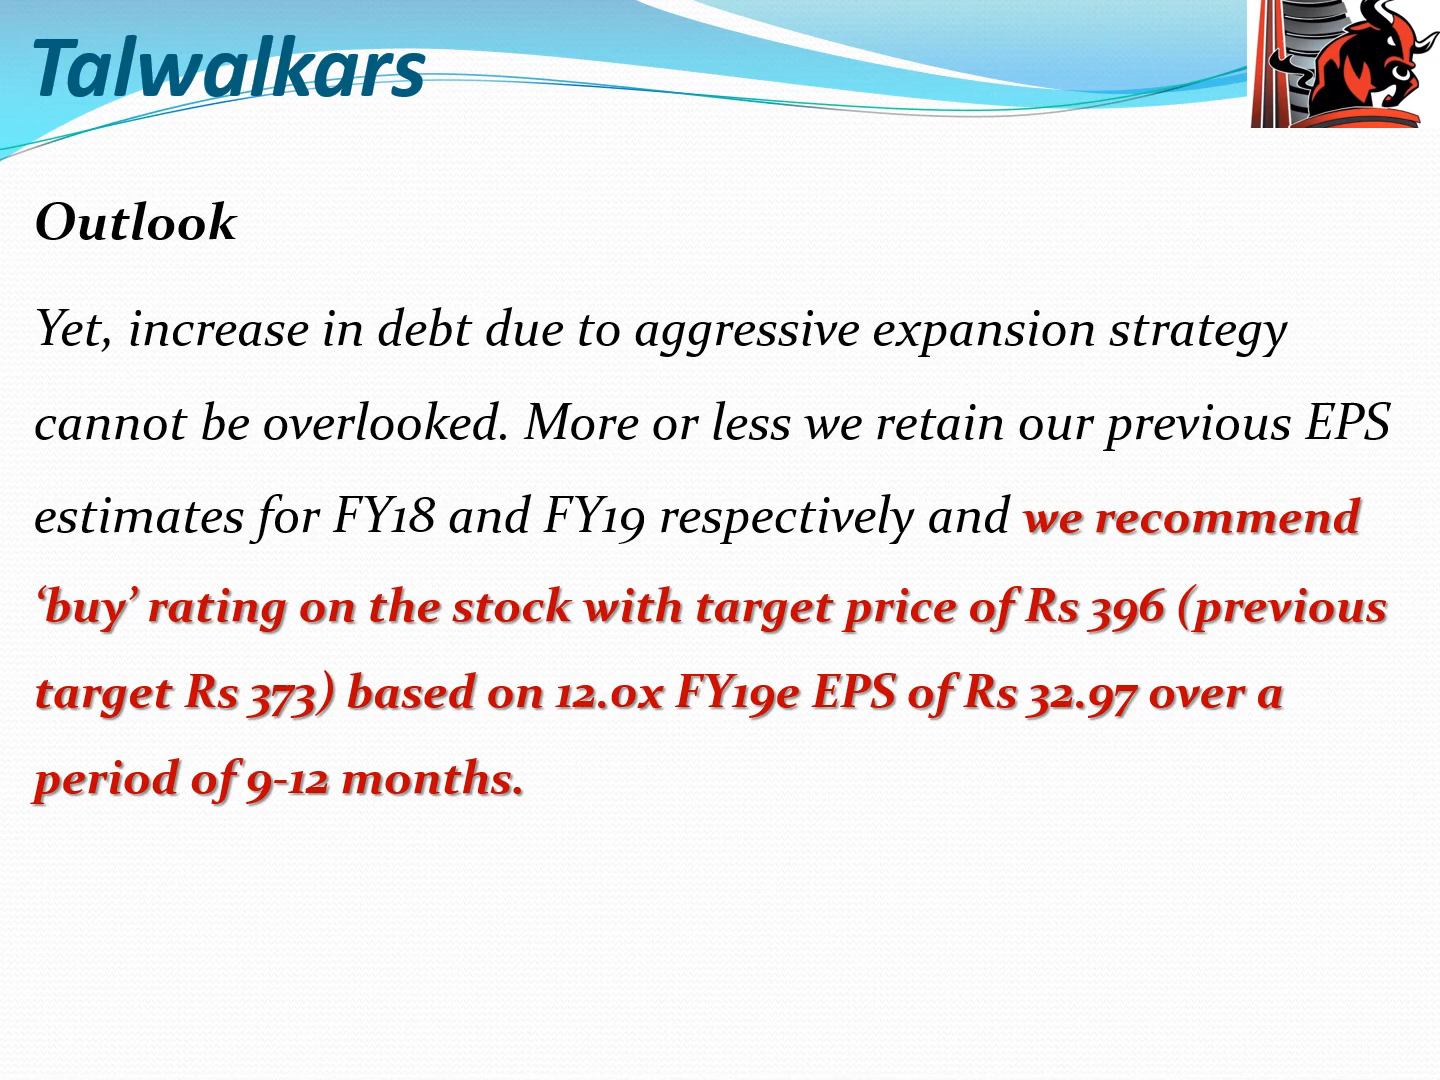 Talwalkars
Outlook
Yet, increase in debt due to aggressive expansion strategy
cannot be overlooked. More or less we retain our previous EPS
estimates for FY18 and FY19 respectively and we recommend
‘buy’ rating on the stock with target price of Rs 396 (previous
target Rs 373) based on 12.0x FY19e EPS of Rs 32.97 over a
period of 9-12 months.